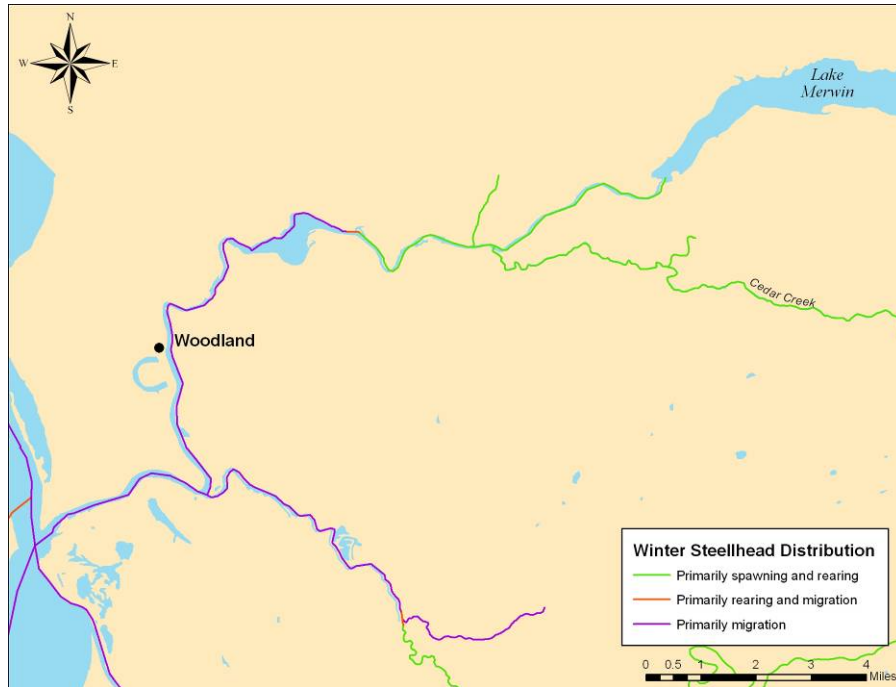 N
W E
S
Lake
Merwin
Cedar Creek
Woodland
Winter Steellhead Distribution
Primarily spawning and rearing
Primarily rearing and migration
Primarily migration
0 0.5 1 2 3 4
Miles